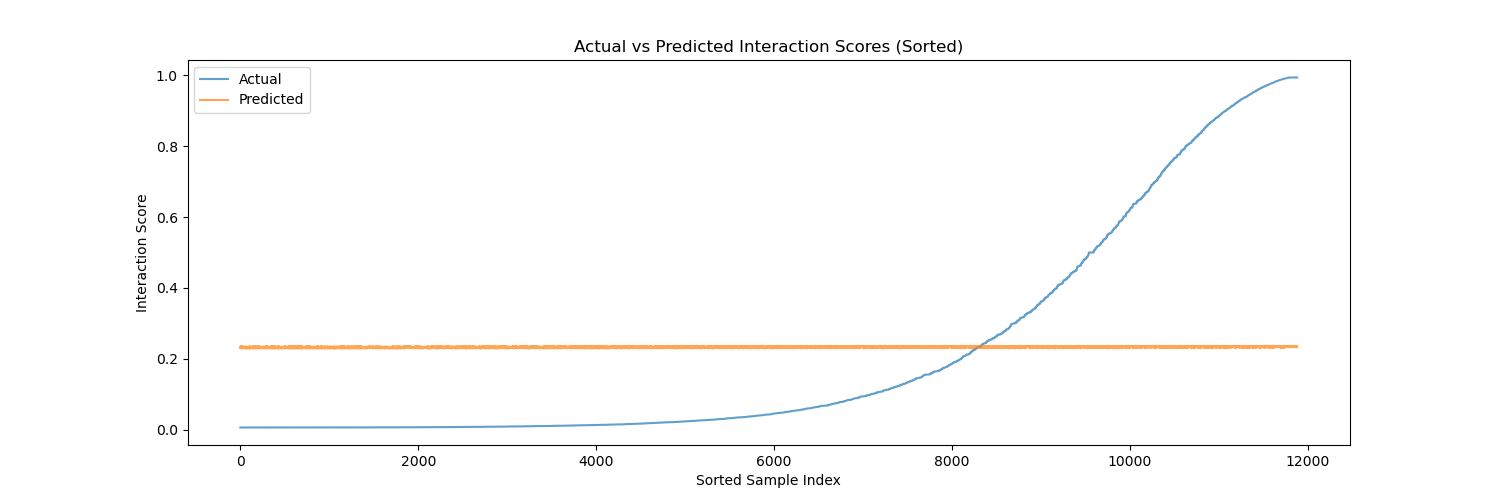 Actual vs Predicted Interaction Scores (Sorted)
Actual
Predicted
Interaction Score
1.0
0.8
0.6
0.4
0.2
0.0
0 2000 4000 6000 8000 10000 12000
Sorted Sample Index